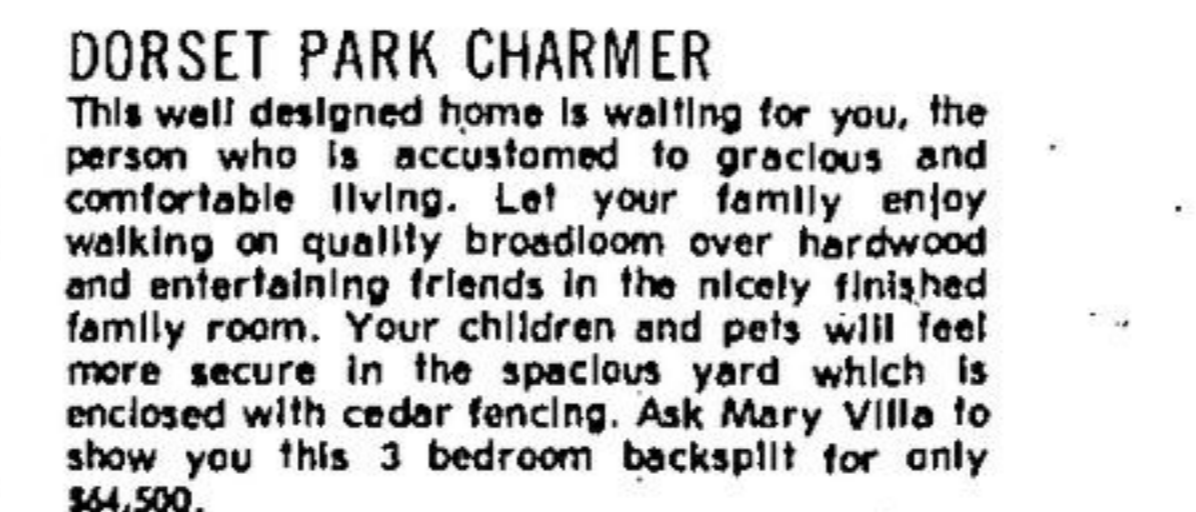 DORSET PARK CHARMER
This well designed home is waiting for you, the
person who is accustomed to gracious and
comfortable living. Let your family enjoy
walking on quality broadloom over hardwood
and entertaining friends in the nicely finished
family room. Your children and pets will feel
more secure in the spacious yard which is
enclosed with cedar fencing. Ask Mary Villa to
show you this 3 bedroom backsplit for only
$64,500.